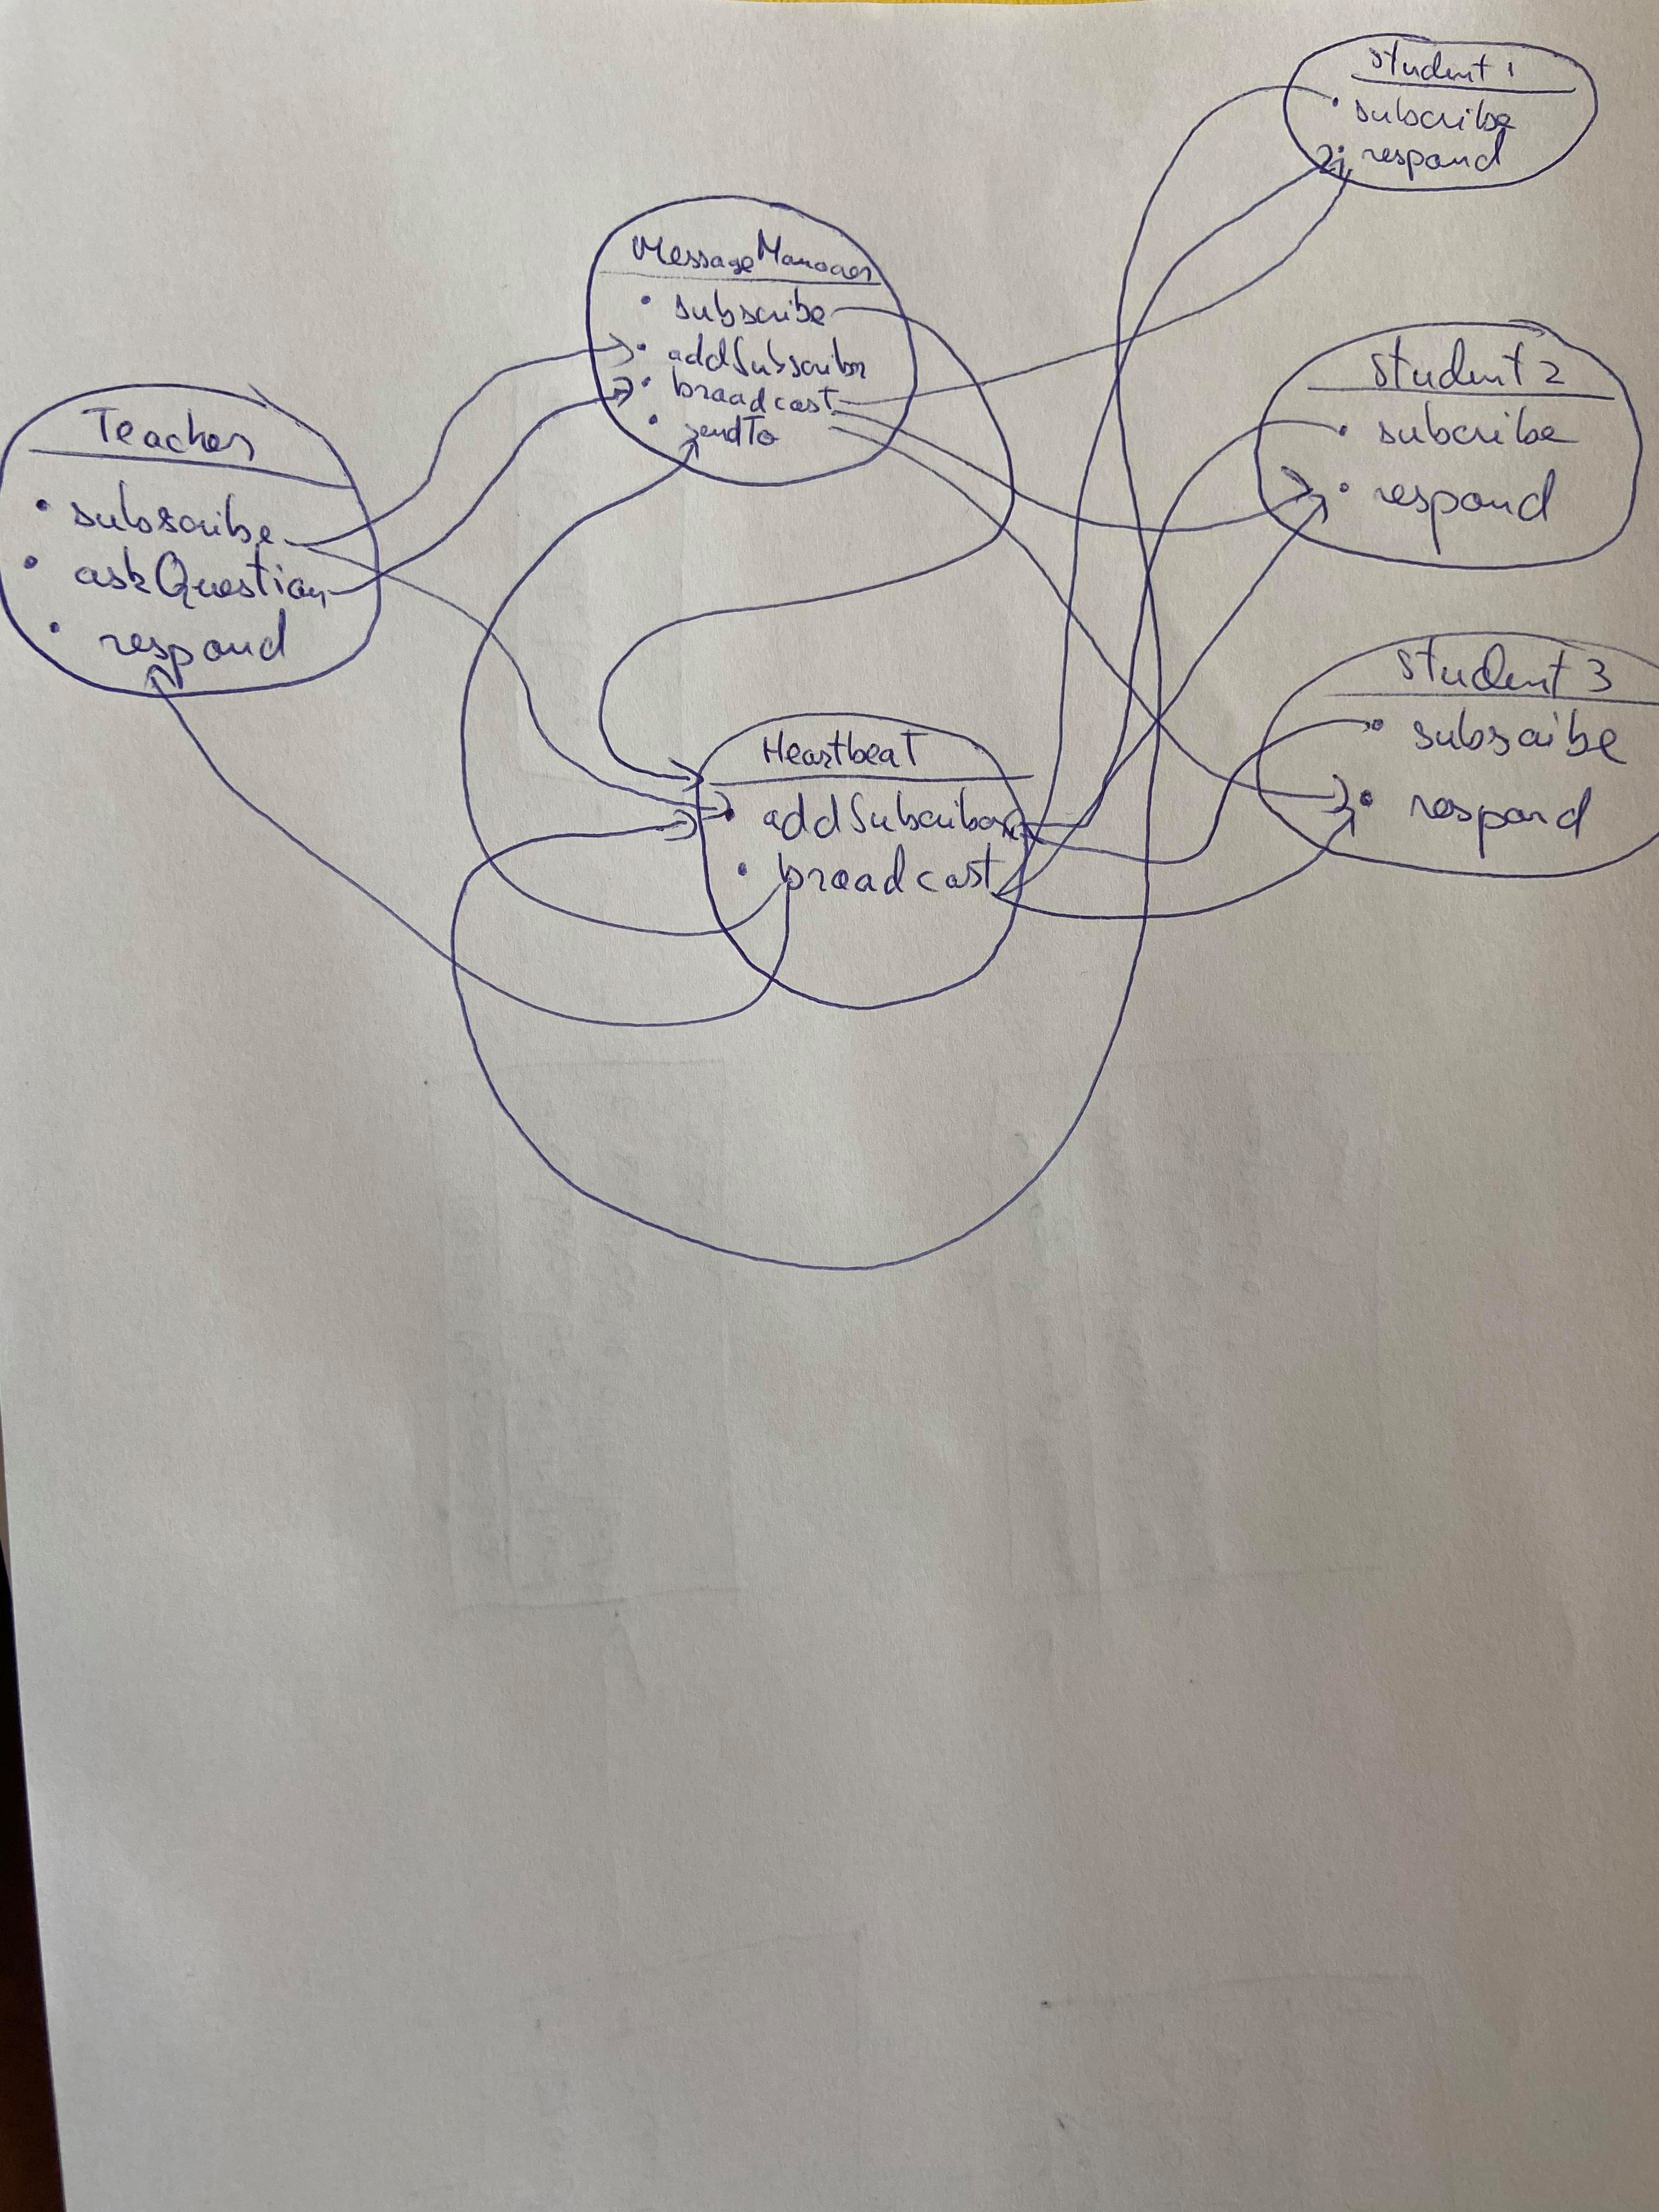 Teacher
• subscribe
• askQuestion
• respond
MessageManager
• subscribe
• addSubscriber
• broadcast
• sendTo
Heartbeat
• addSubscriber
• broadcast
Student 1
• subscribe
• respond
Student 2
• subcribe
• respond
Student 3
• subscribe
• respond